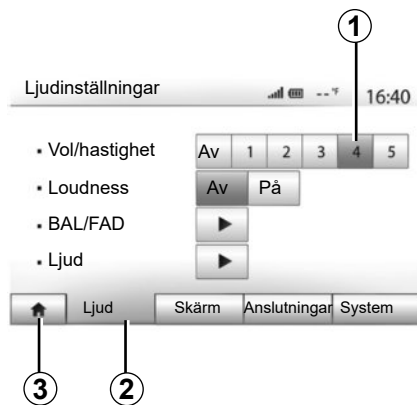 1
Ljudinställningar --°F 16:40
Vol/hastighet Av 1 2 3 4 5
Loudness Av På
BAL/FAD
Ljud
Ljud Skärm Anslutningar System
3 2